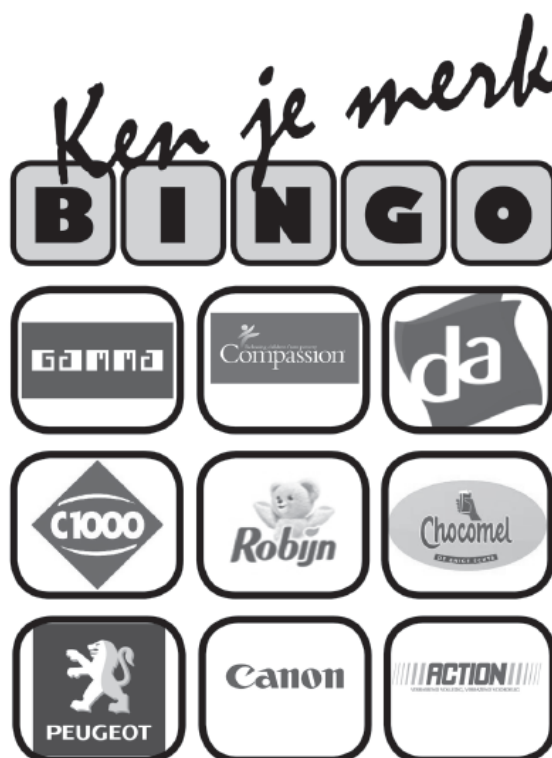 Ken je merk
BINGO
GAMMA
Compassion
da
C1000
Robijn
Chocomel
PEUGEOT
Canon
ACTION